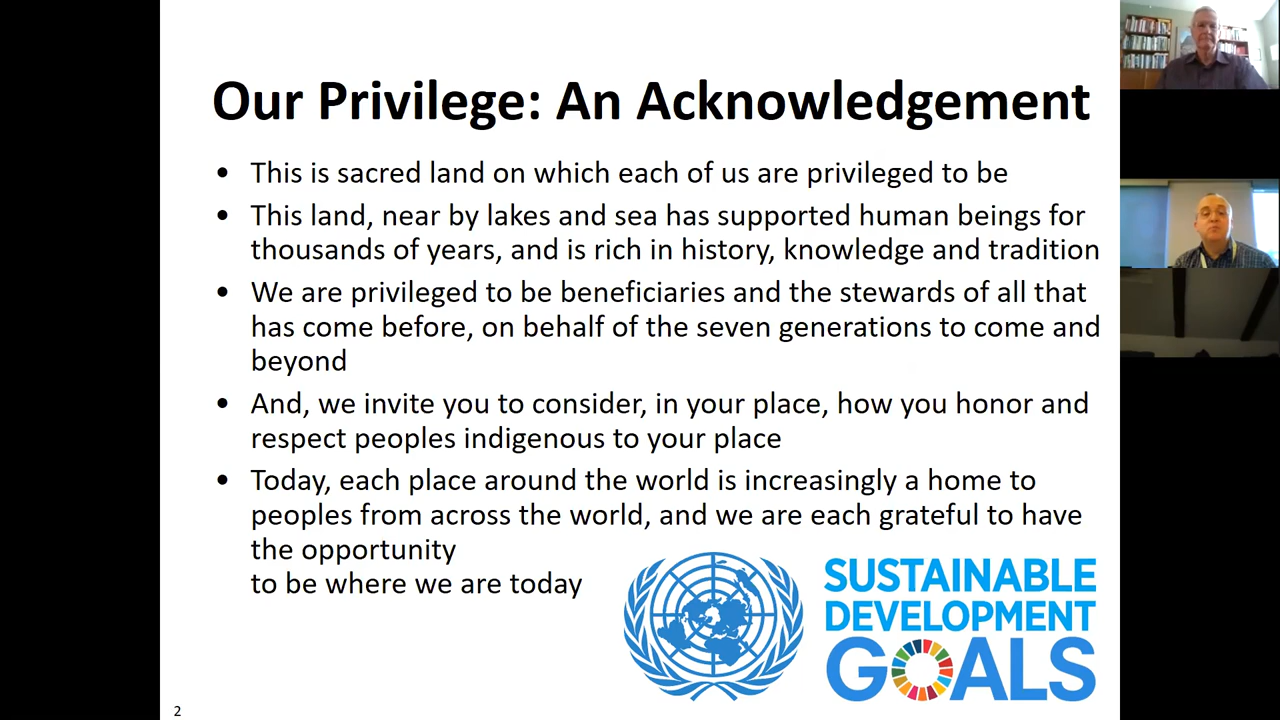 Our Privilege: An Acknowledgement
• This is sacred land on which each of us are privileged to be
• This land, near by lakes and sea has supported human beings for
thousands of years, and is rich in history, knowledge and tradition
• We are privileged to be beneficiaries and the stewards of all that
has come before, on behalf of the seven generations to come and
beyond
• And, we invite you to consider, in your place, how you honor and
respect peoples indigenous to your place
• Today, each place around the world is increasingly a home to
peoples from across the world, and we are each grateful to have
the opportunity
to be where we are today
SUSTAINABLE
DEVELOPMENT
GOALS
2